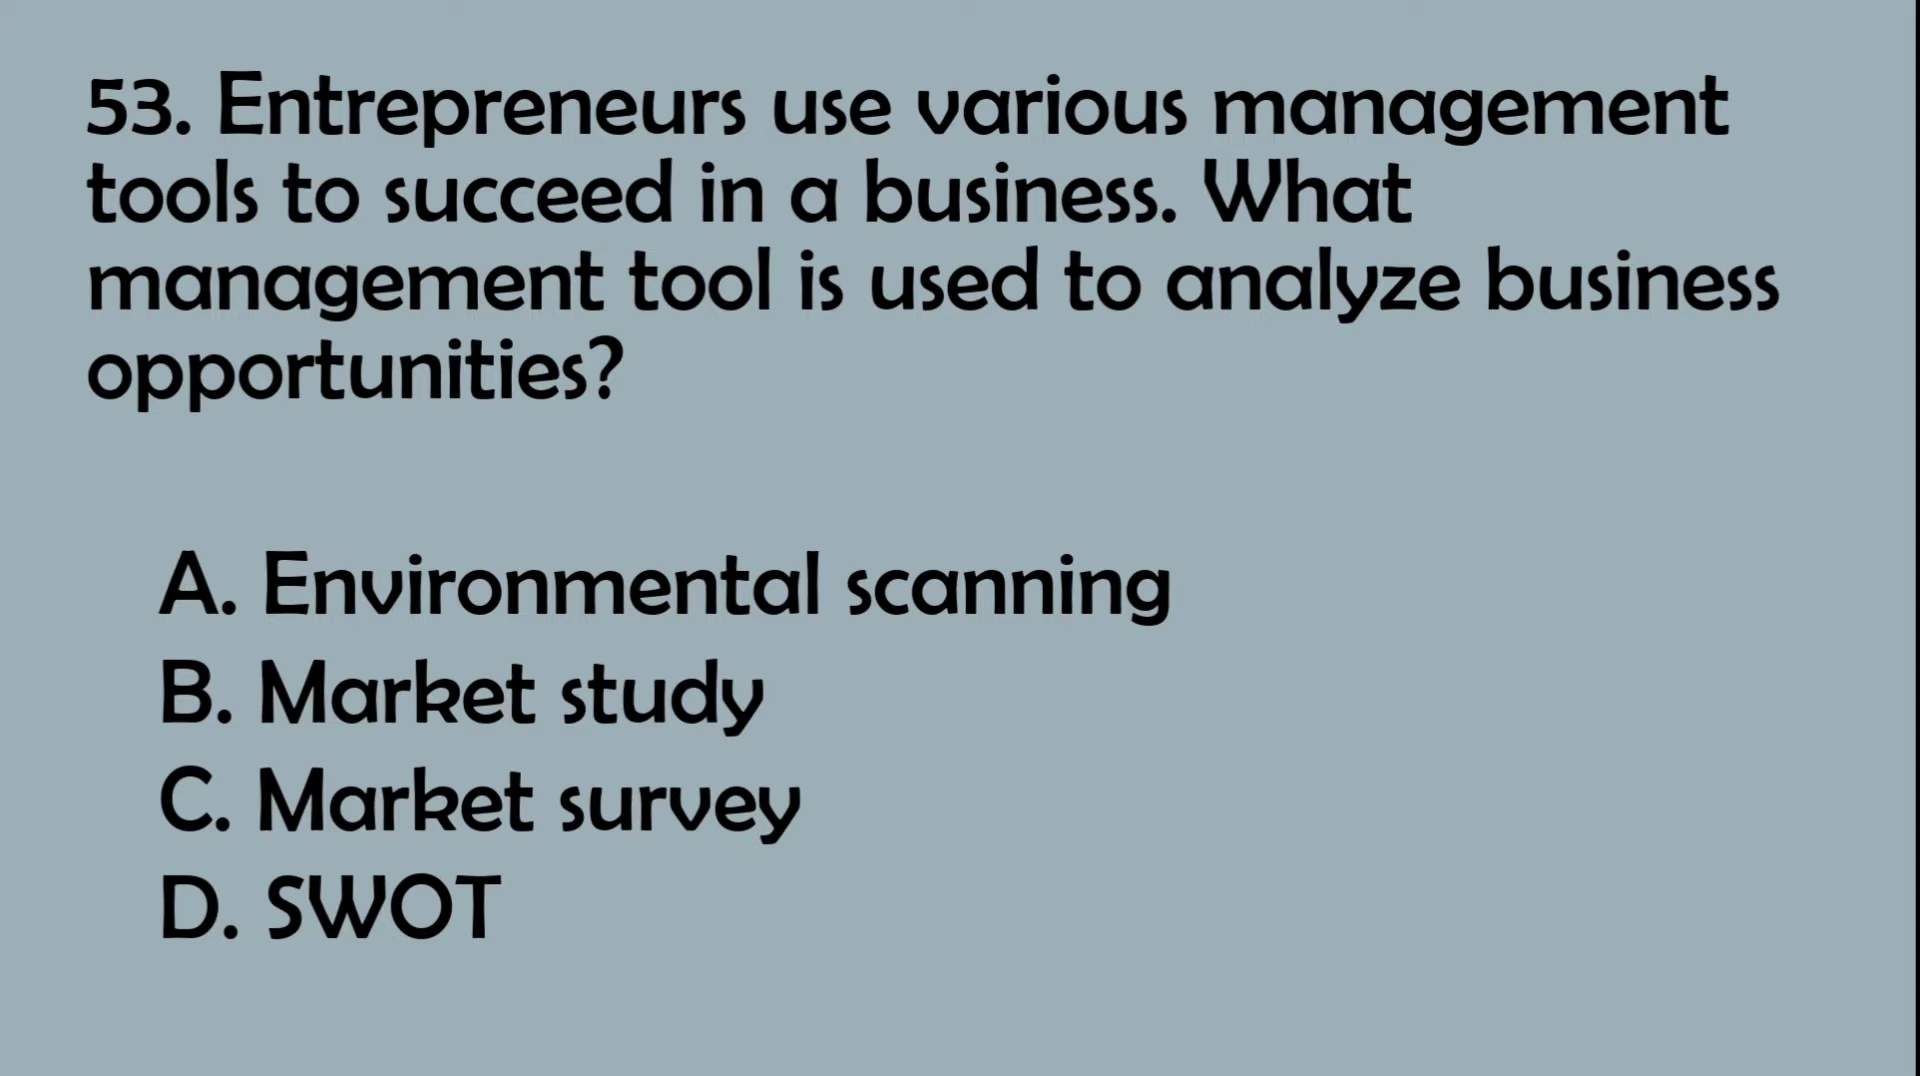 53. Entrepreneurs use various management
tools to succeed in a business. What
management tool is used to analyze business
opportunities?
A. Environmental scanning
B. Market study
C. Market survey
D. SWOT